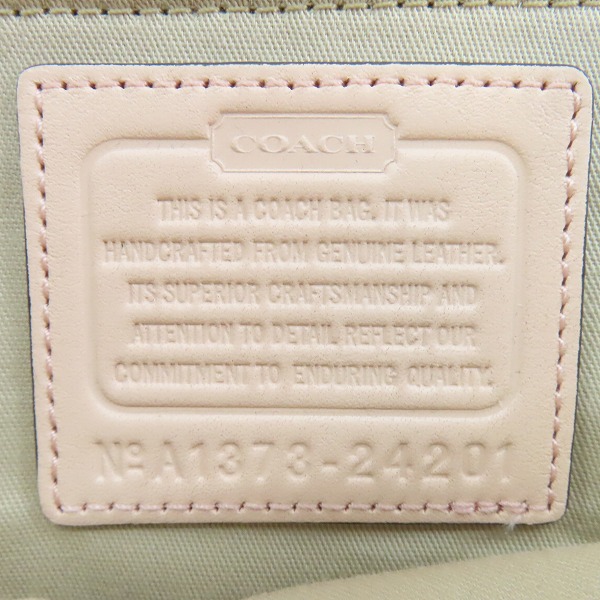 COACH
THIS IS A COACH BAG. IT WAS
HANDCRAFTED FROM GENUINE LEATHER.
ITS SUPERIOR CRAFTSMANSHIP AND
ATTENTION TO DETAIL REFLECT OUR
COMMITMENT TO ENDURING QUALITY.
Nº A1373-24201